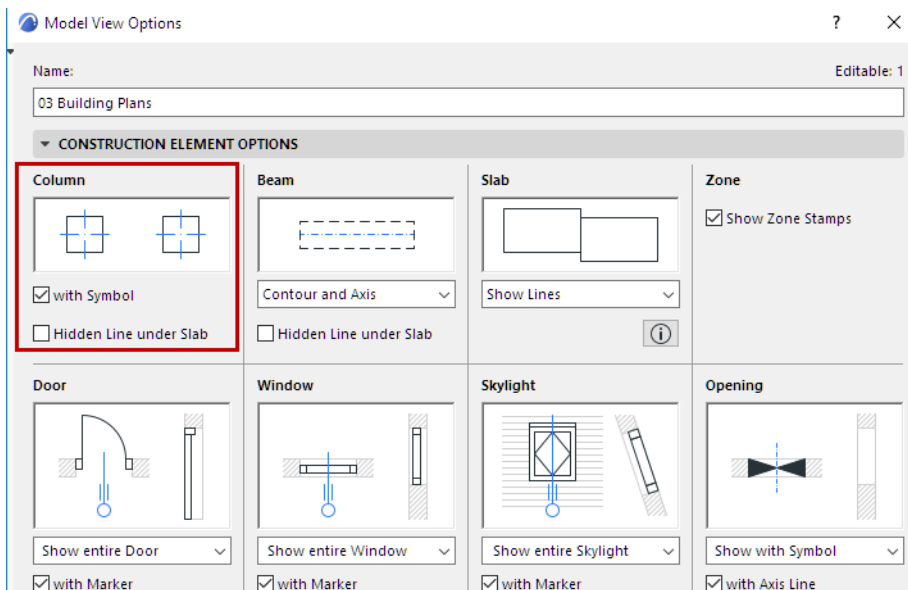 Model View Options
?
Name:
Editable: 1
03 Building Plans
CONSTRUCTION ELEMENT OPTIONS
Column
Beam
Slab
Zone
Show Zone Stamps
with Symbol
Contour and Axis
Show Lines
Hidden Line under Slab
Hidden Line under Slab
Door
Window
Skylight
Opening
Show entire Door
Show entire Window
Show entire Skylight
Show with Symbol
with Marker
with Marker
with Marker
with Axis Line